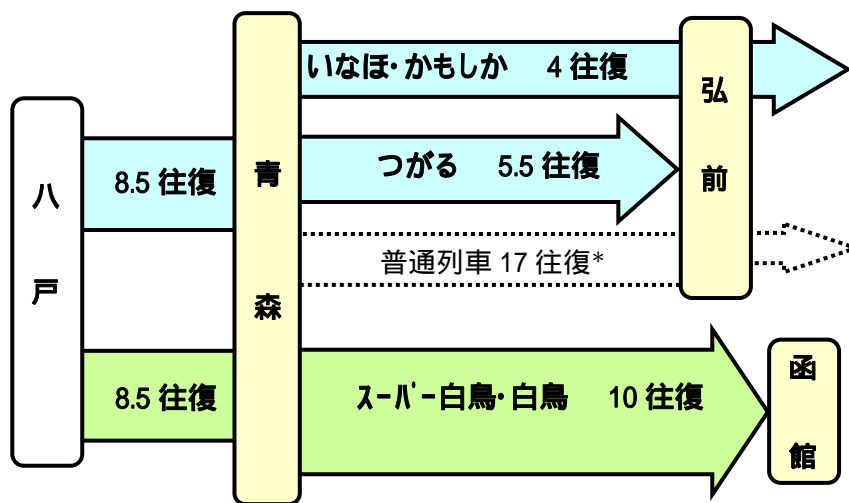 八戸
8.5 往復
8.5 往復
青森
いなほ・かもしか 4 往復
つがる 5.5 往復
普通列車 17 往復*
スーパー白鳥・白鳥 10 往復
弘前
函館